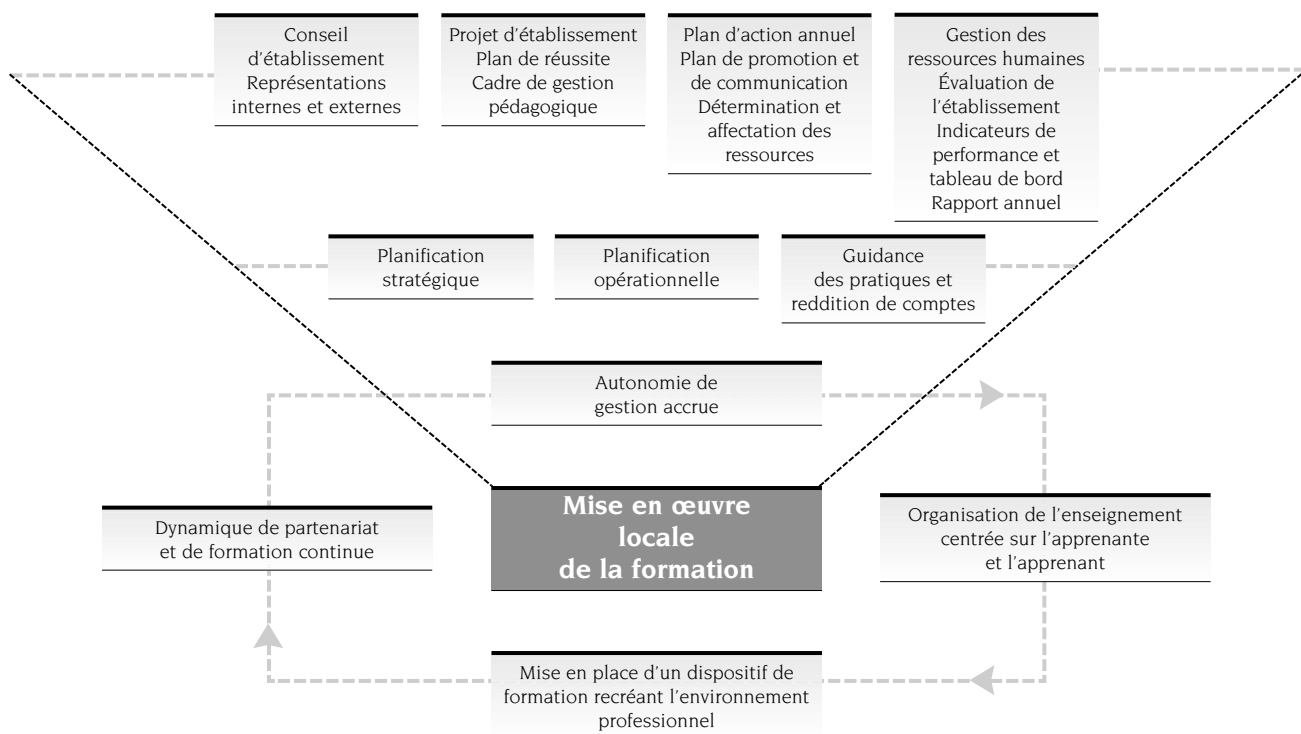 Conseil
d’établissement
Représentations
internes et externes
Projet d’établissement
Plan de réussite
Cadre de gestion
pédagogique
Plan d’action annuel
Plan de promotion et
de communication
Détermination et
affectation des
ressources
Gestion des
ressources humaines
Évaluation de
l’établissement
Indicateurs de
performance et
tableau de bord
Rapport annuel
Planification
stratégique
Planification
opérationnelle
Guidance
des pratiques et
reddition de comptes
Autonomie de
gestion accrue
Dynamique de partenariat
et de formation continue
Mise en œuvre
locale
de la formation
Organisation de l’enseignement
centrée sur l’apprenante
et l’apprenant
Mise en place d’un dispositif de
formation recréant l’environnement
professionnel